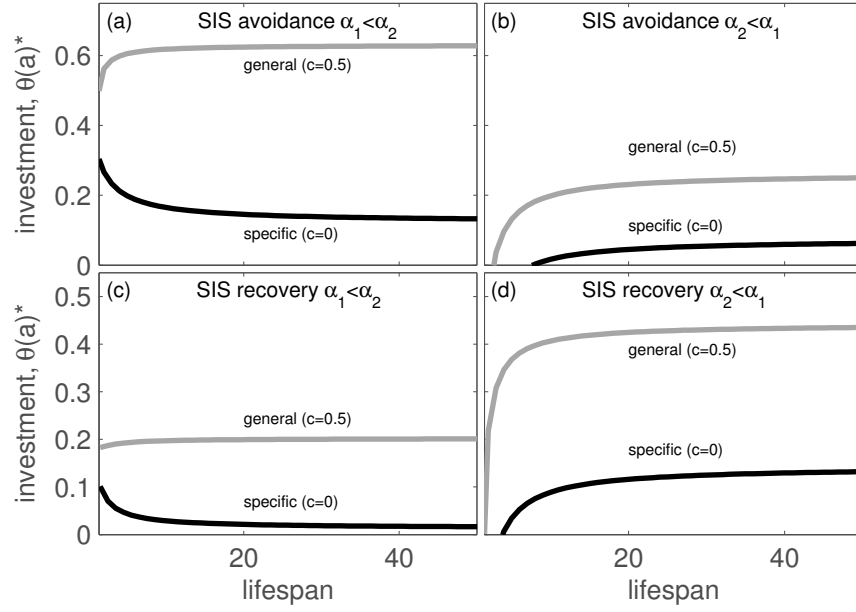 (a) SIS avoidance α₁<α₂
general (c=0.5)
specific (c=0)
investment, θ(a)*
0.6
0.4
0.2
0
(b) SIS avoidance α₂<α₁
general (c=0.5)
specific (c=0)
(c) SIS recovery α₁<α₂
general (c=0.5)
specific (c=0)
investment, θ(a)*
0.5
0.4
0.3
0.2
0.1
0
20 40
lifespan
(d) SIS recovery α₂<α₁
general (c=0.5)
specific (c=0)
20 40
lifespan